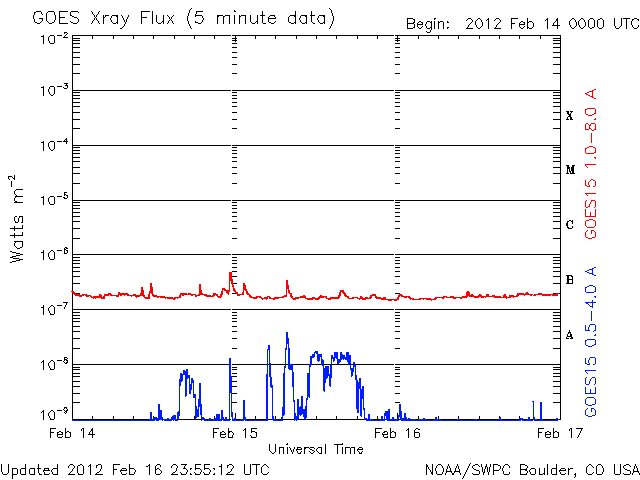 GOES Xray Flux (5 minute data)
Begin: 2012 Feb 14 0000 UTC
10-2
10-3
10-4
10-5
10-6
10-7
10-8
10-9
Watts m-2
X
M
C
B
A
GOES15 1.0-8.0 A
GOES15 0.5-4.0 A
Feb 14
Feb 15
Feb 16
Feb 17
Universal Time
Updated 2012 Feb 16 23:55:12 UTC
NOAA/SWPC Boulder, CO USA